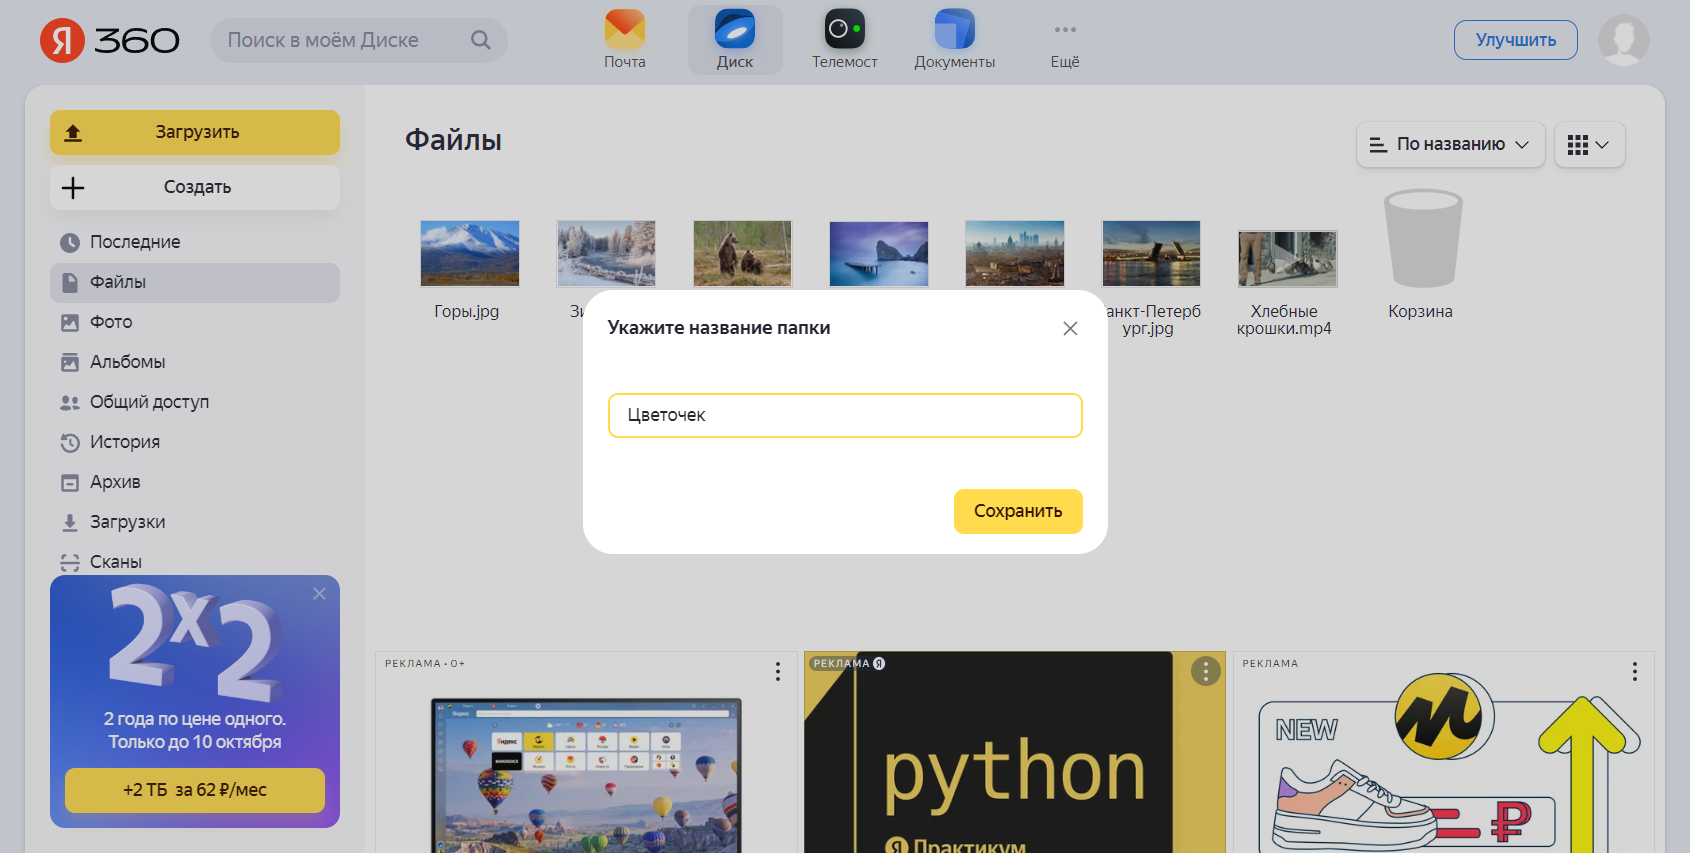 Я 360
Поиск в моём Диске
Почта
Диск
Телемост
Документы
Ещё
Улучшить
Загрузить
Создать
Последние
Файлы
Фото
Альбомы
Общий доступ
История
Архив
Загрузки
Сканы
2x2
2 года по цене одного.
Только до 10 октября
+2 ТБ за 62 ₽/мес
Файлы
По названию
Горы.jpg
Зи
анкт-Петерб
ург.jpg
Хлебные
крошки.mp4
Корзина
Укажите название папки
Цветочек
Сохранить
РЕКЛАМА • 0+
Яндекс
РЕКЛАМА Я
python
Я Практикум
РЕКЛАМА
NEW
М
₽